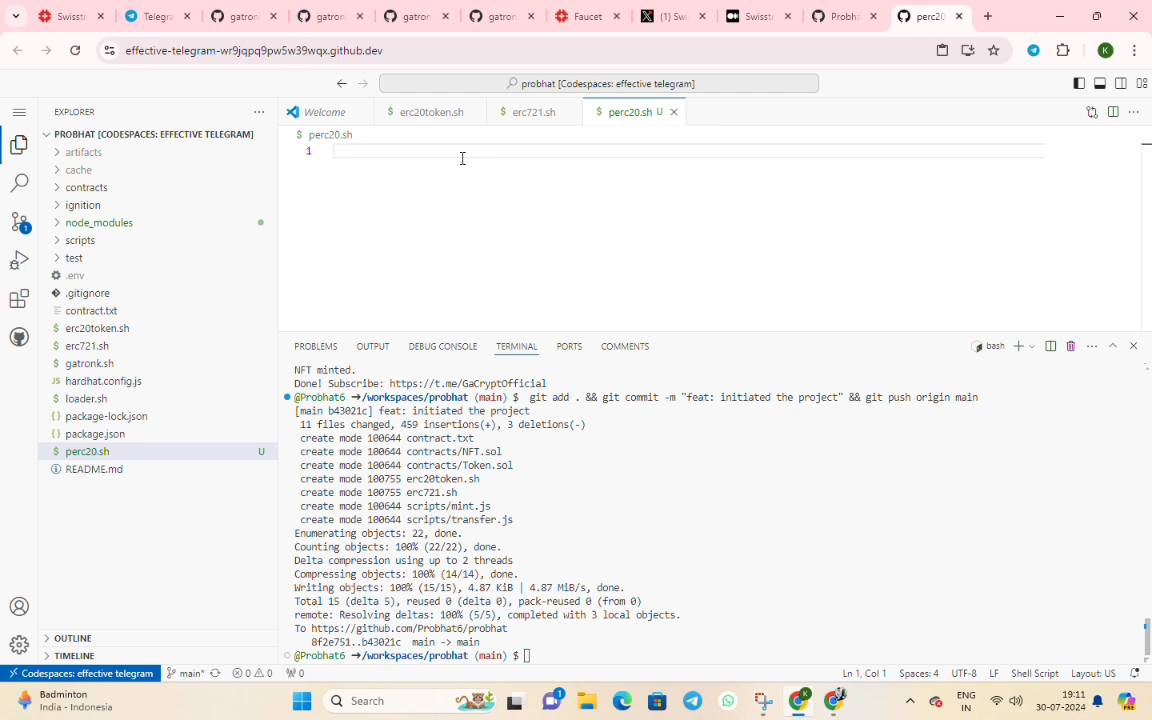 Swisstr
Telegra
gatron
gatron
gatron
gatron
Faucet
(1) Swi
Swisstr
Probha
perc20
effective-telegram-wr9jqpq9pw5w39wqx.github.dev
K
probhat [Codespaces: effective telegram]
EXPLORER
Welcome
erc20token.sh
erc721.sh
perc20.sh U
PROBHAT [CODESPACES: EFFECTIVE TELEGRAM]
perc20.sh
1
artifacts
cache
contracts
ignition
node_modules
scripts
test
.env
.gitignore
contract.txt
erc20token.sh
erc721.sh
gatronk.sh
hardhat.config.js
loader.sh
package-lock.json
package.json
perc20.sh U
README.md
OUTLINE
TIMELINE
1
PROBLEMS OUTPUT DEBUG CONSOLE TERMINAL PORTS COMMENTS
bash
NFT minted.
Done! Subscribe: https://t.me/GaCryptOfficial
@Probhat6 →/workspaces/probhat (main) $ git add . && git commit -m "feat: initiated the project" && git push origin main
[main b43021c] feat: initiated the project
11 files changed, 459 insertions(+), 3 deletions(-)
create mode 100644 contract.txt
create mode 100644 contracts/NFT.sol
create mode 100644 contracts/Token.sol
create mode 100755 erc20token.sh
create mode 100755 erc721.sh
create mode 100644 scripts/mint.js
create mode 100644 scripts/transfer.js
Enumerating objects: 22, done.
Counting objects: 100% (22/22), done.
Delta compression using up to 2 threads
Compressing objects: 100% (14/14), done.
Writing objects: 100% (15/15), 4.87 KiB | 4.87 MiB/s, done.
Total 15 (delta 5), reused 0 (delta 0), pack-reused 0 (from 0)
remote: Resolving deltas: 100% (5/5), completed with 3 local objects.
To https://github.com/Probhat6/probhat
8f2e751..b43021c main -> main
@Probhat6 →/workspaces/probhat (main) $
Codespaces: effective telegram
main*
0 0
0
Ln 1, Col 1
Spaces: 4
UTF-8
LF
Shell Script
Layout: US
Badminton
India - Indonesia
Search
1
K
ENG
IN
19:11
30-07-2024
PRE